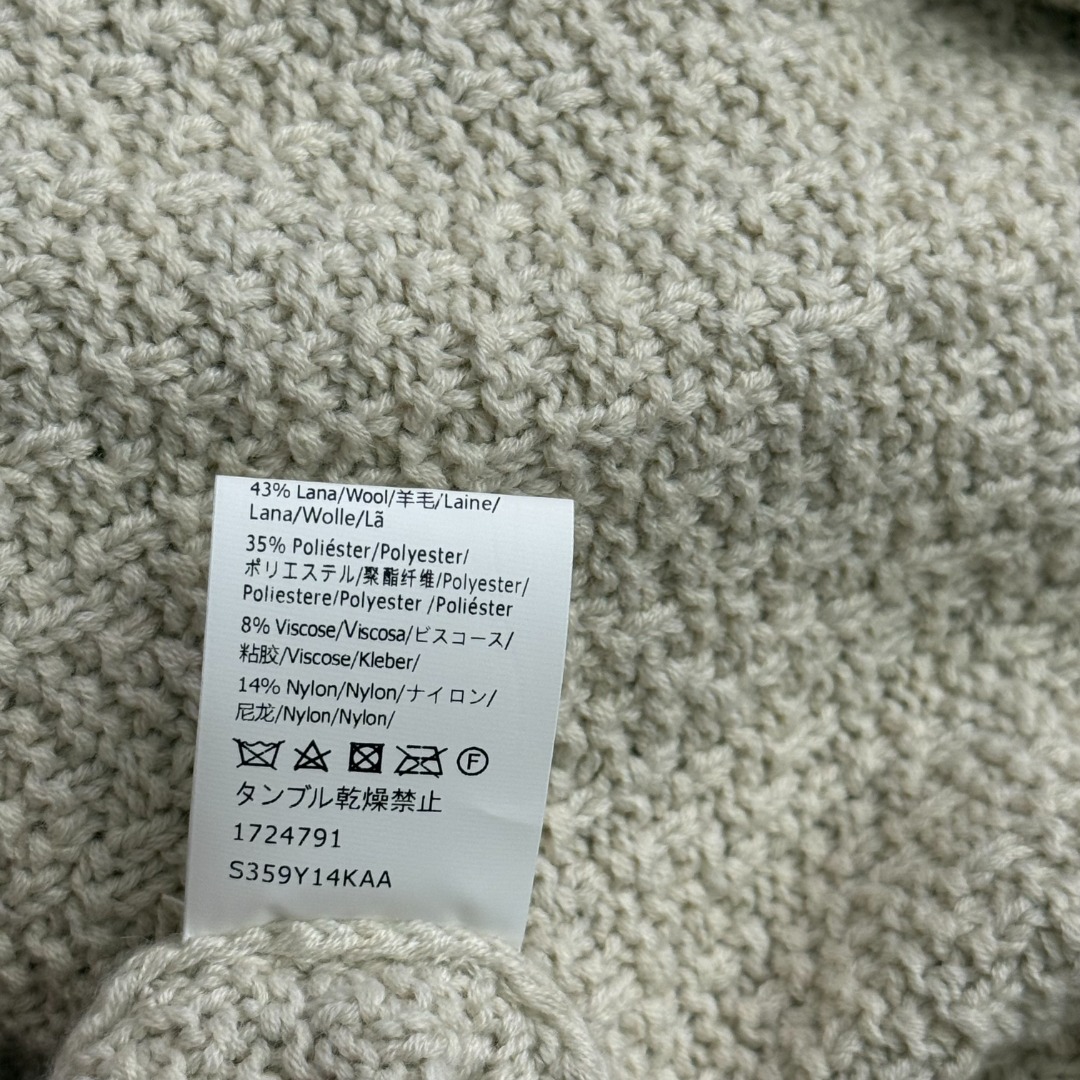 43% Lana/Wool/羊毛/Laine/
Lana/Wolle/Lã
35% Poliéster/Polyester/
ポリエステル/聚酯纤维/Polyester/
Poliestere/Polyester /Poliéster
8% Viscose/Viscosa/ビスコース/
粘胶/Viscose/Kleber/
14% Nylon/Nylon/ナイロン/
尼龙/Nylon/Nylon/
F
タンブル乾燥禁止
1724791
S359Y14KAA